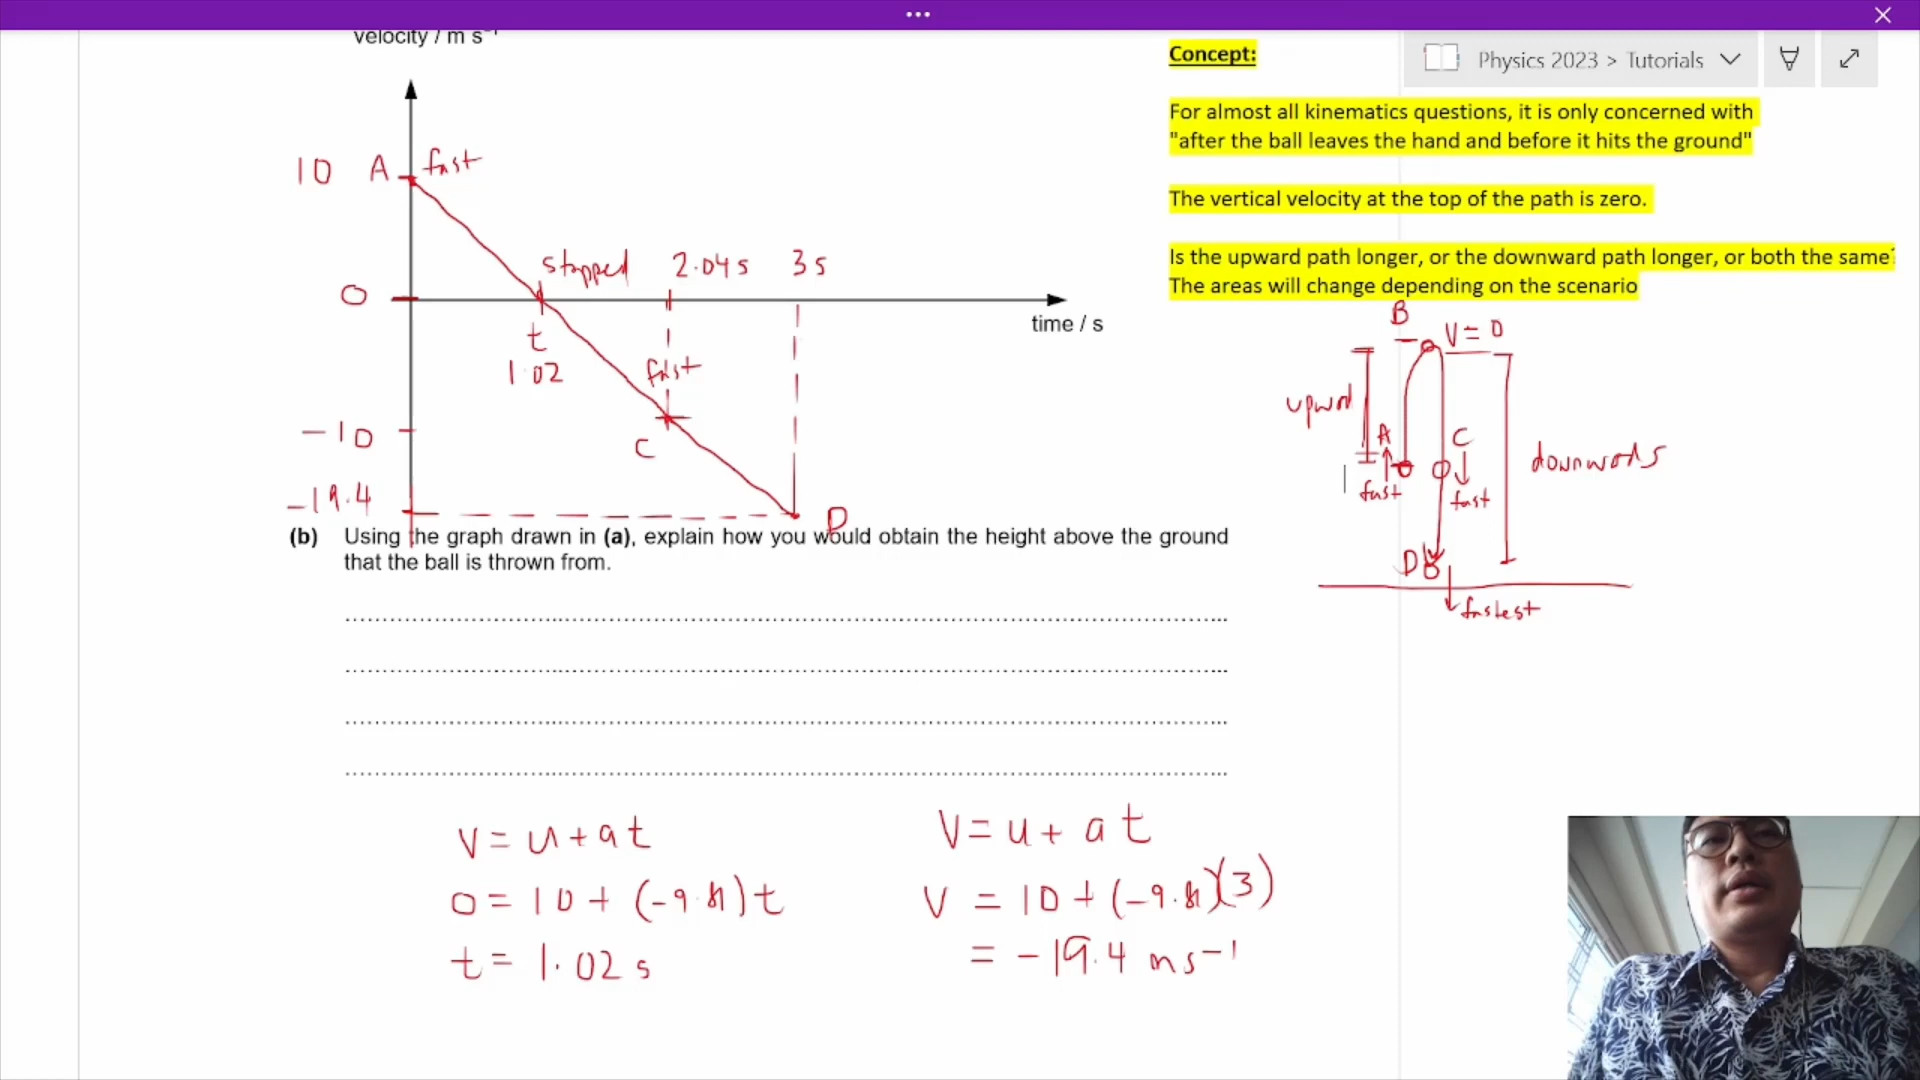 velocity / m s⁻¹
10 A fast
stopped 2.04s 3s
0
time / s
t
1.02
fast
-10
C
-19.4
D
(b) Using the graph drawn in (a), explain how you would obtain the height above the ground
that the ball is thrown from.
v = u + at
0 = 10 + (-9.81)t
t = 1.02 s
v = u + at
v = 10 + (-9.81)(3)
= -19.4 ms⁻¹
Concept:
Physics 2023 > Tutorials
For almost all kinematics questions, it is only concerned with
"after the ball leaves the hand and before it hits the ground"
The vertical velocity at the top of the path is zero.
Is the upward path longer, or the downward path longer, or both the same?
The areas will change depending on the scenario
B
V = 0
upward
A
C
downwards
fast
fast
D
fastest